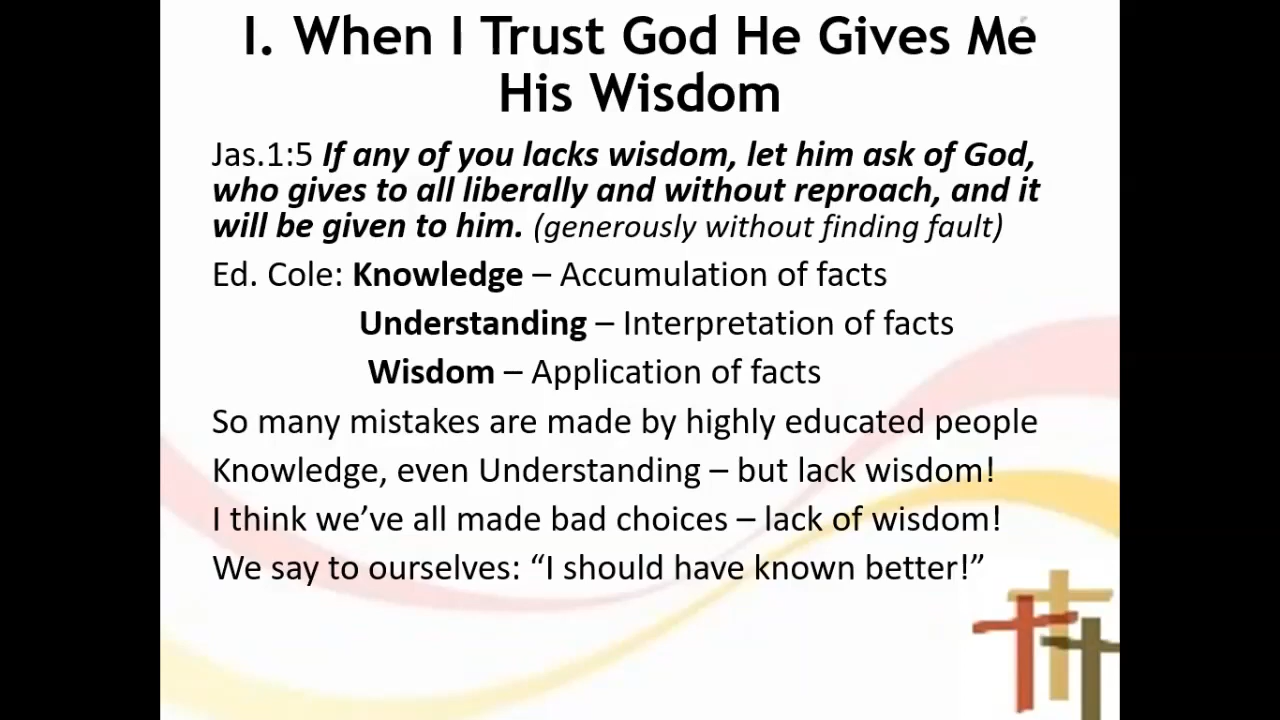 I. When I Trust God He Gives Me
His Wisdom
Jas.1:5 If any of you lacks wisdom, let him ask of God,
who gives to all liberally and without reproach, and it
will be given to him. (generously without finding fault)
Ed. Cole: Knowledge – Accumulation of facts
Understanding – Interpretation of facts
Wisdom – Application of facts
So many mistakes are made by highly educated people
Knowledge, even Understanding – but lack wisdom!
I think we’ve all made bad choices – lack of wisdom!
We say to ourselves: “I should have known better!”